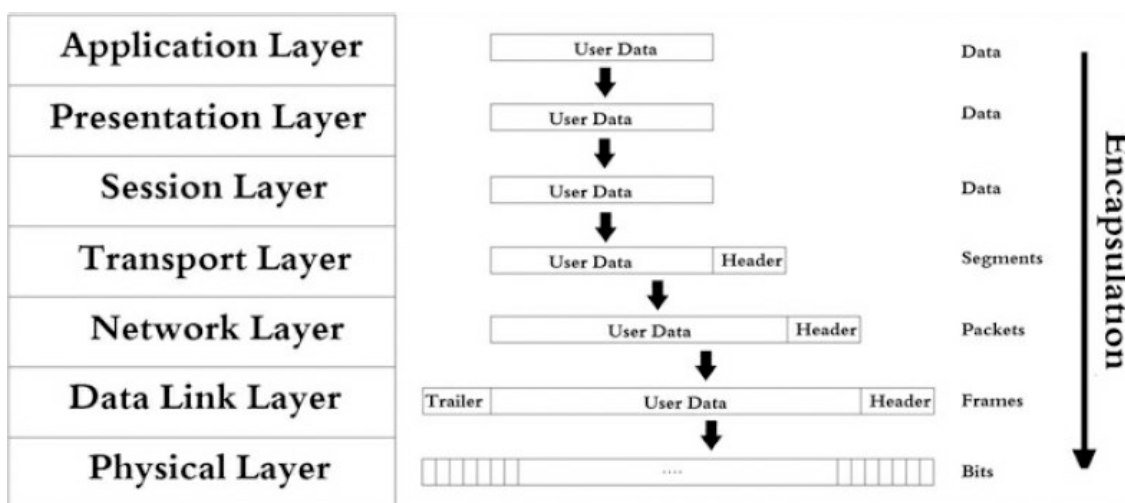 Application Layer
User Data
Data
Presentation Layer
User Data
Data
Session Layer
User Data
Data
Transport Layer
User Data
Header
Segments
Network Layer
User Data
Header
Packets
Data Link Layer
Trailer
User Data
Header
Frames
Physical Layer
....
Bits
Encapsulation